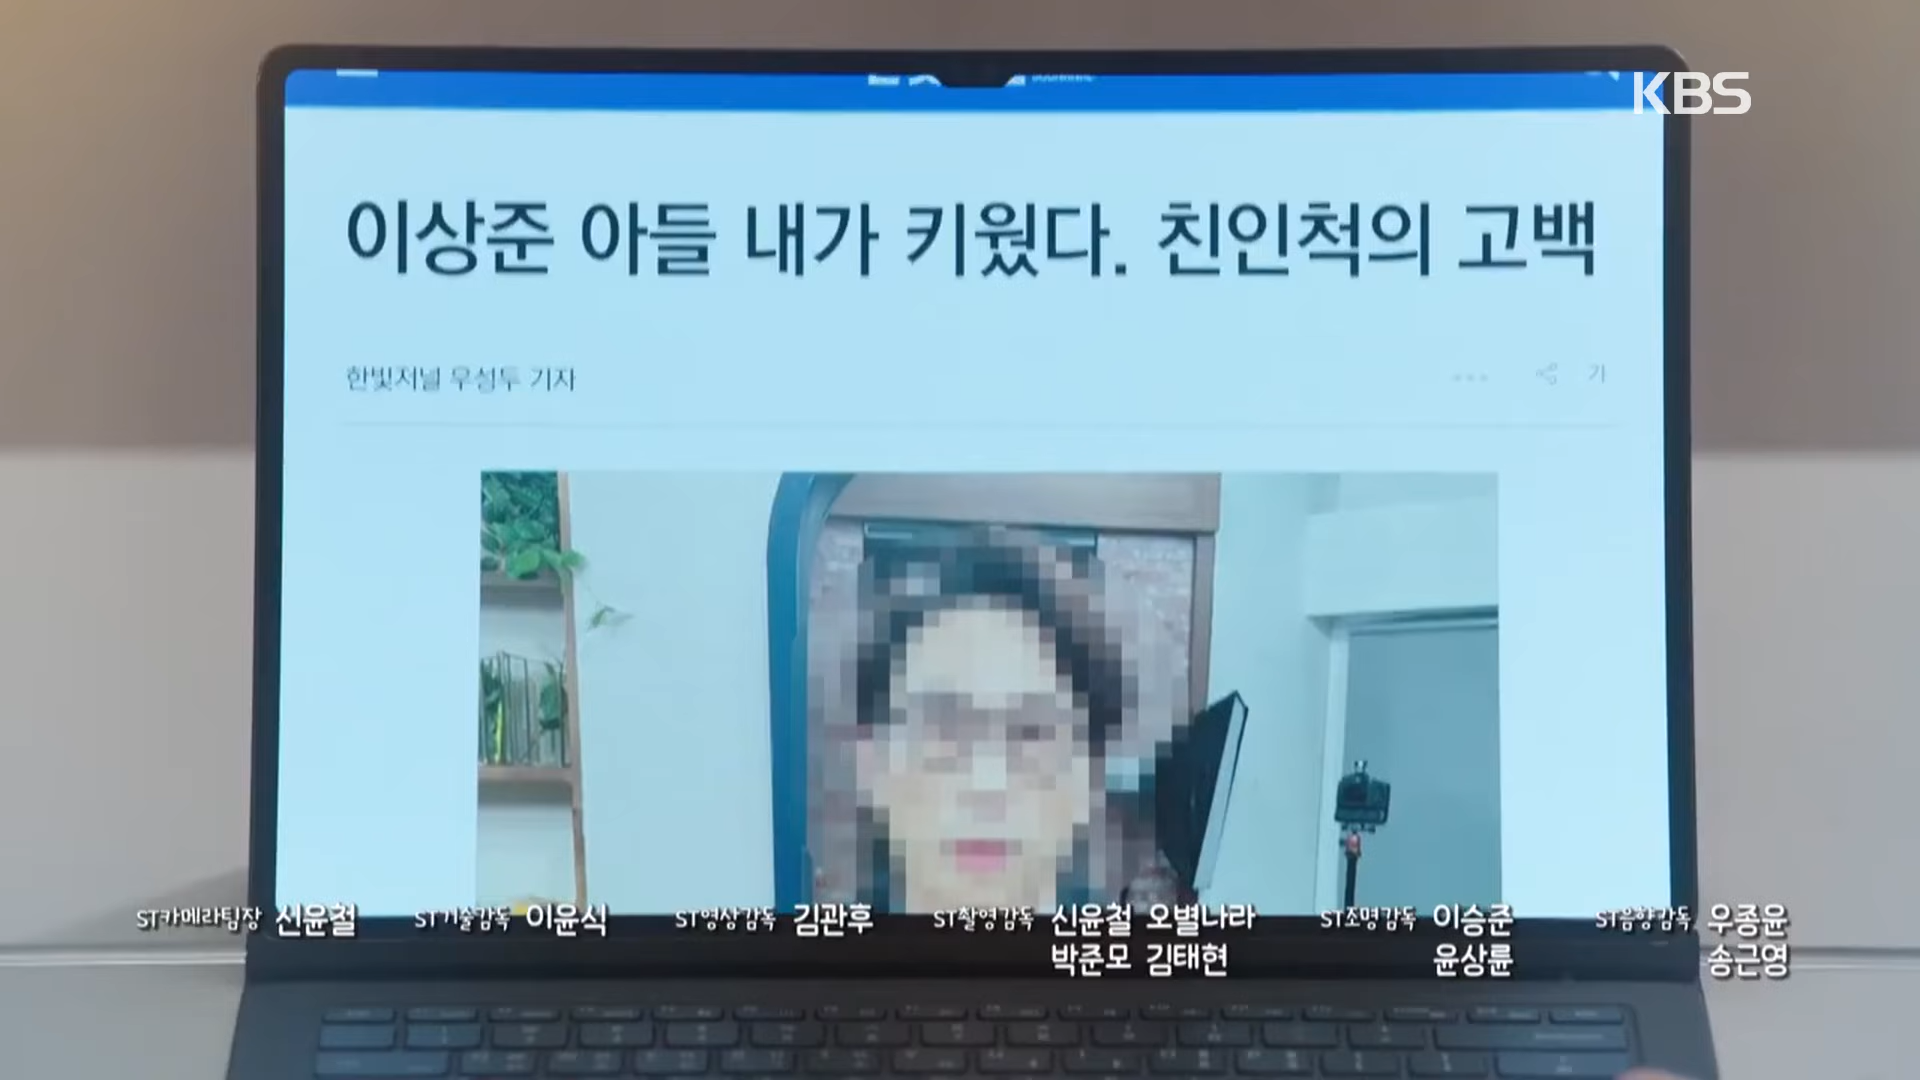 KBS
이상준 아들 내가 키웠다. 친인척의 고백
한빛저널 우성투 기자
가
ST카메라팀장 신윤철 ST기술감독 이윤식 ST영상감독 김관후 ST촬영감독 신윤철 오별나라 ST조명감독 이승준 ST음향감독 우종윤
박준모 김태현 윤상륜 송근영